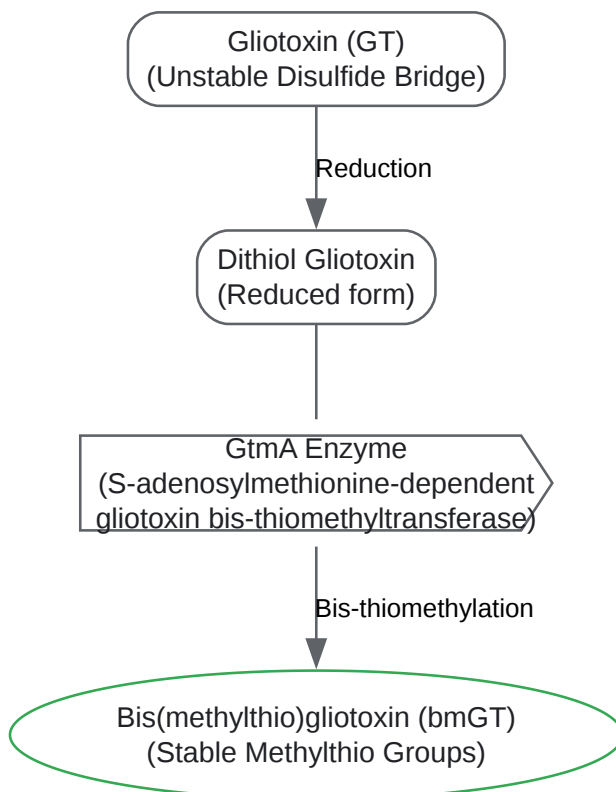 Gliotoxin (GT)
(Unstable Disulfide Bridge)
Reduction
Dithiol Gliotoxin
(Reduced form)
GtmA Enzyme
(S-adenosylmethionine-dependent
gliotoxin bis-thiomethyltransferase)
Bis-thiomethylation
Bis(methylthio)gliotoxin (bmGT)
(Stable Methylthio Groups)